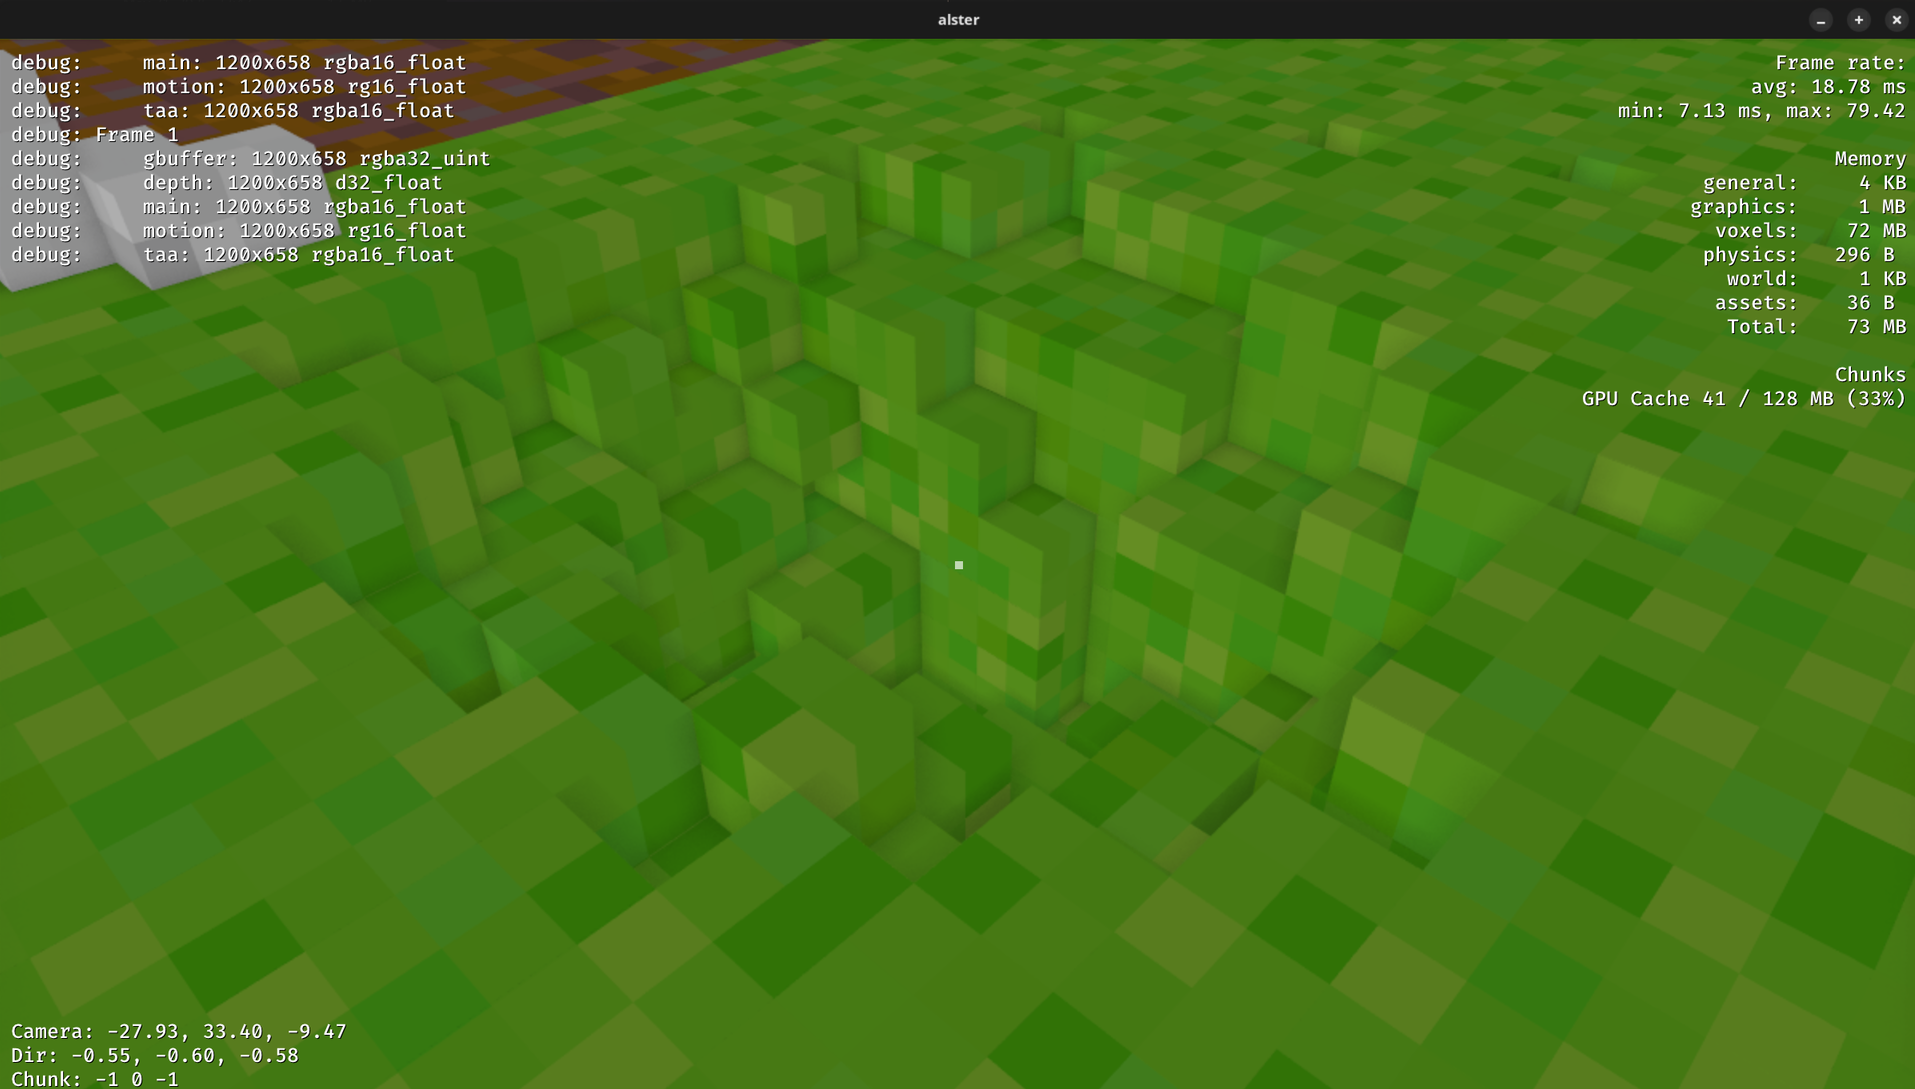 alster
debug:     main: 1200x658 rgba16_float
debug:     motion: 1200x658 rg16_float
debug:     taa: 1200x658 rgba16_float
debug: Frame 1
debug:     gbuffer: 1200x658 rgba32_uint
debug:     depth: 1200x658 d32_float
debug:     main: 1200x658 rgba16_float
debug:     motion: 1200x658 rg16_float
debug:     taa: 1200x658 rgba16_float
Frame rate:
avg: 18.78 ms
min: 7.13 ms, max: 79.42
Memory
general:    4 KB
graphics:    1 MB
voxels:   72 MB
physics:  296 B
world:    1 KB
assets:   36 B
Total:   73 MB
Chunks
GPU Cache 41 / 128 MB (33%)
Camera: -27.93, 33.40, -9.47
Dir: -0.55, -0.60, -0.58
Chunk: -1 0 -1